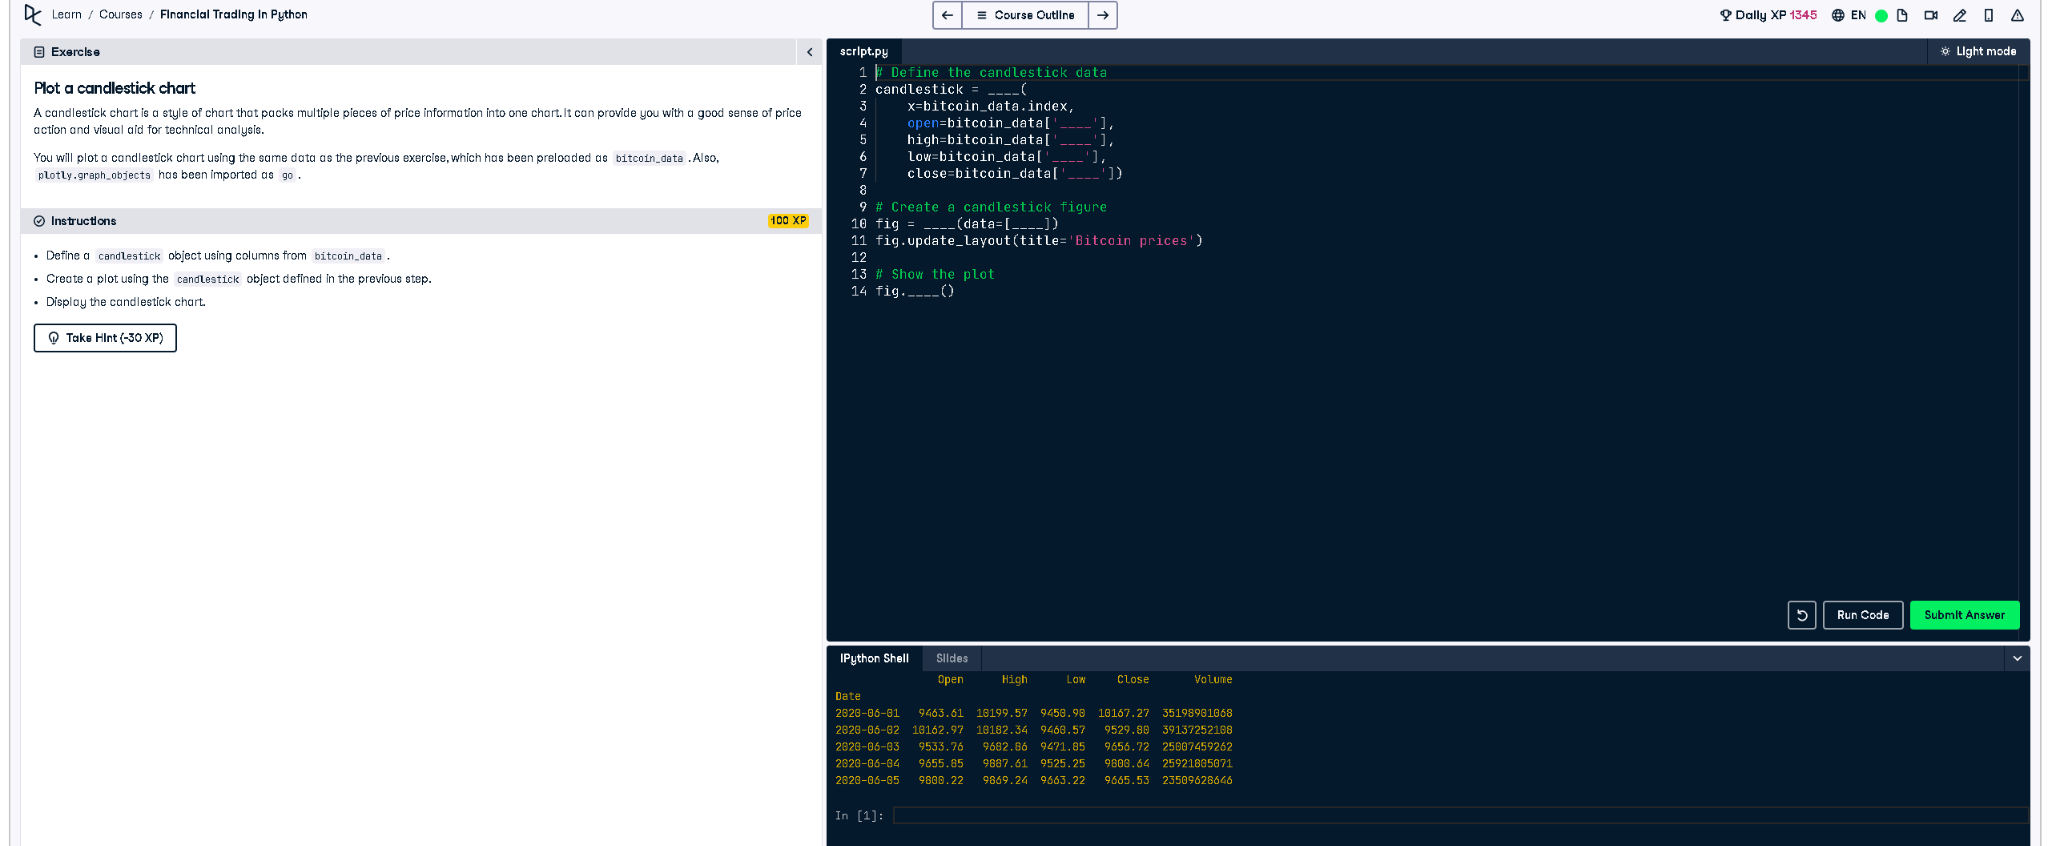 Learn / Courses / Financial Trading in Python
Course Outline
Daily XP 1345 EN
Exercise
Plot a candlestick chart
A candlestick chart is a style of chart that packs multiple pieces of price information into one chart. It can provide you with a good sense of price
action and visual aid for technical analysis.
You will plot a candlestick chart using the same data as the previous exercise, which has been preloaded as bitcoin_data . Also,
plotly.graph_objects has been imported as go .
Instructions
100 XP
• Define a candlestick object using columns from bitcoin_data .
• Create a plot using the candlestick object defined in the previous step.
• Display the candlestick chart.
Take Hint (-30 XP)
script.py
Light mode
1 # Define the candlestick data
2 candlestick = ____(
3 x=bitcoin_data.index,
4 open=bitcoin_data['____'],
5 high=bitcoin_data['____'],
6 low=bitcoin_data['____'],
7 close=bitcoin_data['____'])
8
9 # Create a candlestick figure
10 fig = ____(data=[____])
11 fig.update_layout(title='Bitcoin prices')
12
13 # Show the plot
14 fig.____()
Run Code
Submit Answer
IPython Shell Slides
Open High Low Close Volume
Date
2020-06-01 9463.61 10199.57 9450.90 10167.27 35198901068
2020-06-02 10162.97 10182.34 9460.57 9529.80 39137252108
2020-06-03 9533.76 9682.86 9471.85 9656.72 25007459262
2020-06-04 9655.85 9887.61 9525.25 9800.64 25921805071
2020-06-05 9800.22 9869.24 9663.22 9665.53 23509628646
In [1]: